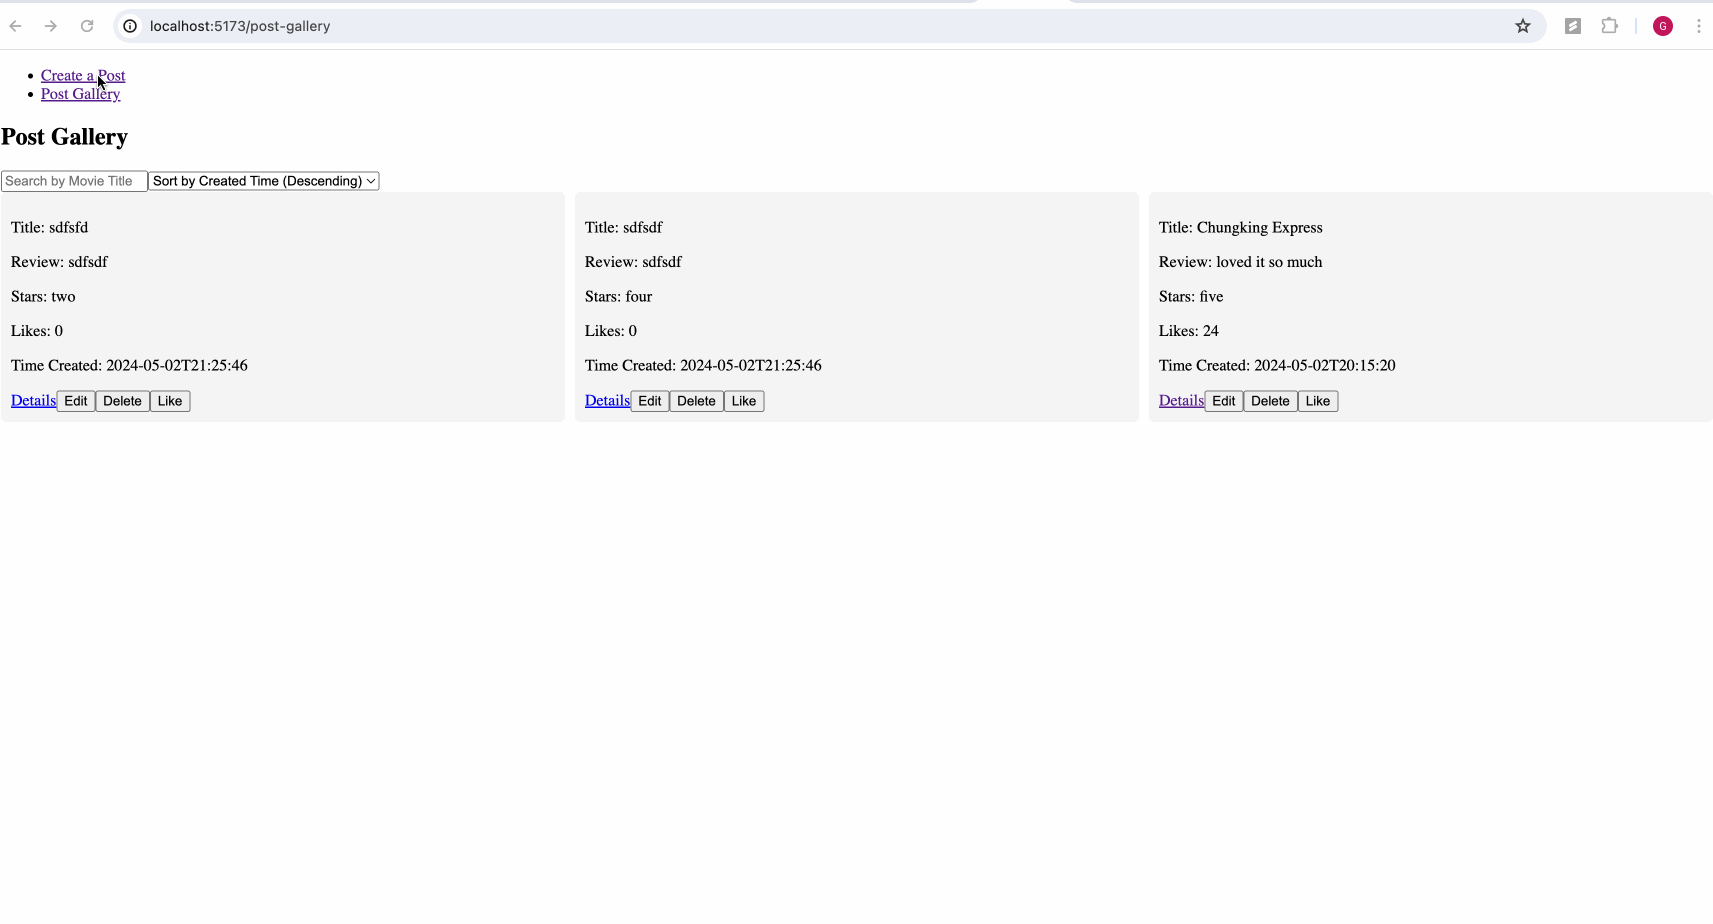 localhost:5173/post-gallery
G
Create a Post
Post Gallery
Post Gallery
Search by Movie Title Sort by Created Time (Descending)
Title: sdfsfd
Review: sdfsdf
Stars: two
Likes: 0
Time Created: 2024-05-02T21:25:46
Details Edit Delete Like
Title: sdfsdf
Review: sdfsdf
Stars: four
Likes: 0
Time Created: 2024-05-02T21:25:46
Details Edit Delete Like
Title: Chungking Express
Review: loved it so much
Stars: five
Likes: 24
Time Created: 2024-05-02T20:15:20
Details Edit Delete Like